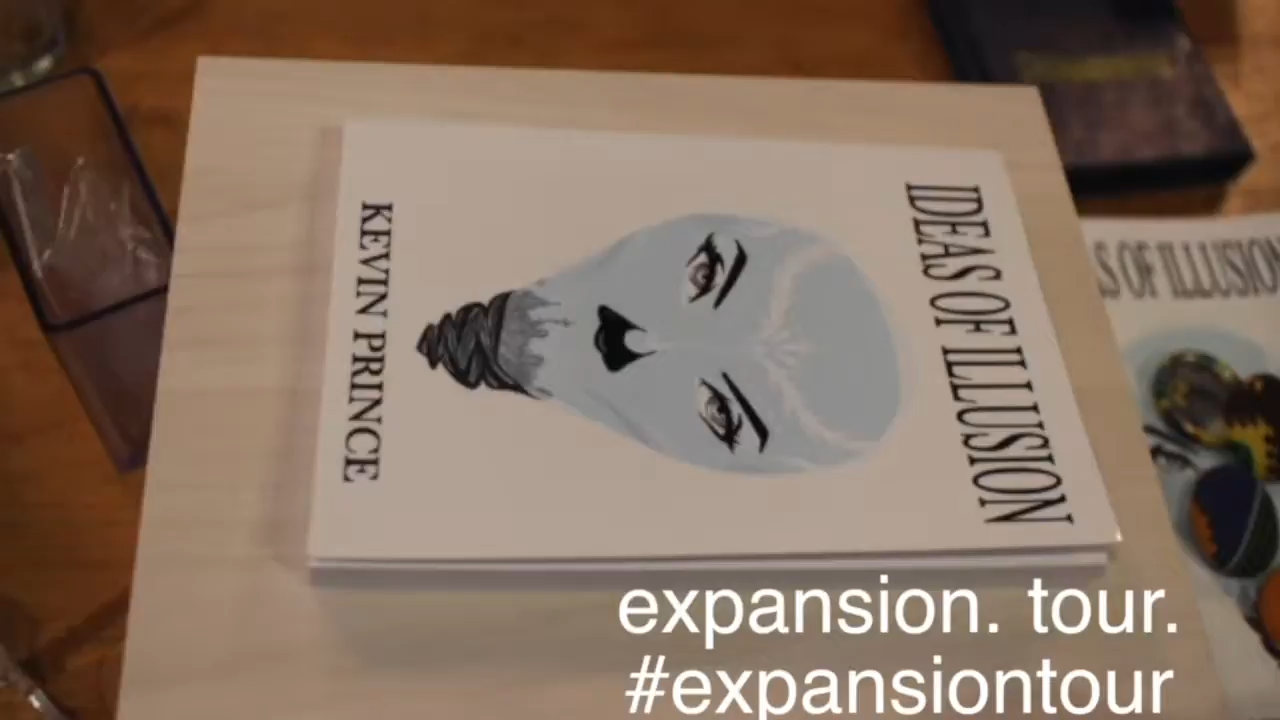 IDEAS OF ILLUSION
KEVIN PRINCE
S OF ILLUSION
expansion. tour.
#expansiontour